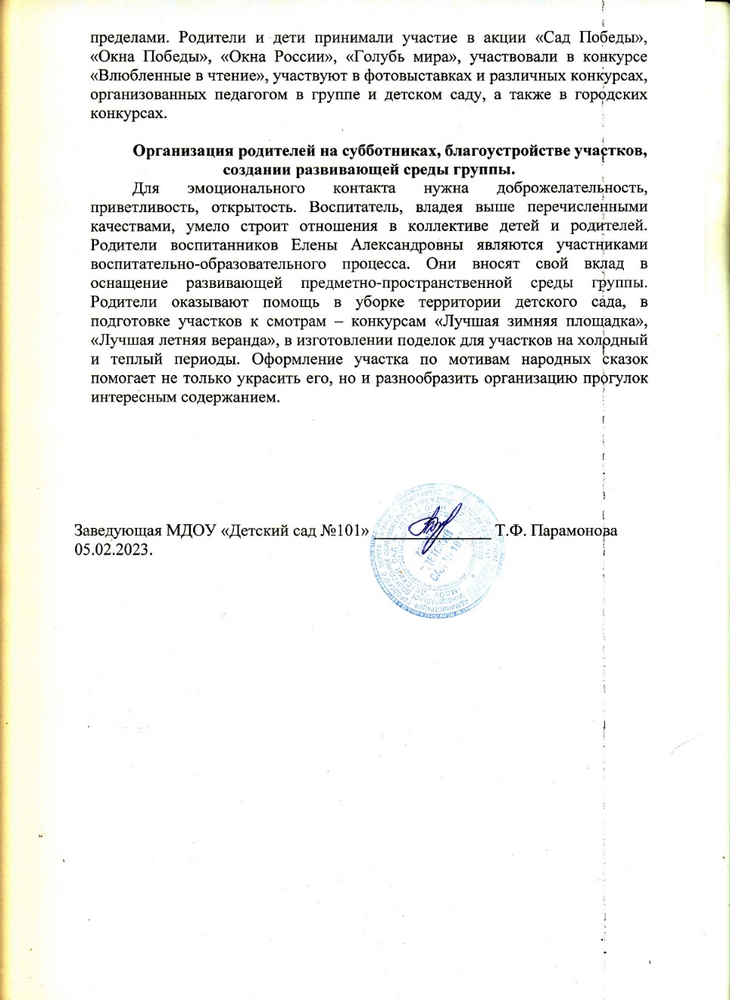 пределами. Родители и дети принимали участие в акции «Сад Победы»,
«Окна Победы», «Окна России», «Голубь мира», участвовали в конкурсе
«Влюбленные в чтение», участвуют в фотовыставках и различных конкурсах,
организованных педагогом в группе и детском саду, а также в городских
конкурсах.
Организация родителей на субботниках, благоустройстве участков,
создании развивающей среды группы.
Для эмоционального контакта нужна доброжелательность,
приветливость, открытость. Воспитатель, владея выше перечисленными
качествами, умело строит отношения в коллективе детей и родителей.
Родители воспитанников Елены Александровны являются участниками
воспитательно-образовательного процесса. Они вносят свой вклад в
оснащение развивающей предметно-пространственной среды группы.
Родители оказывают помощь в уборке территории детского сада, в
подготовке участков к смотрам – конкурсам «Лучшая зимняя площадка»,
«Лучшая летняя веранда», в изготовлении поделок для участков на холодный
и теплый периоды. Оформление участка по мотивам народных сказок
помогает не только украсить его, но и разнообразить организацию прогулок
интересным содержанием.
Заведующая МДОУ «Детский сад №101» ______________ Т.Ф. Парамонова
05.02.2023.